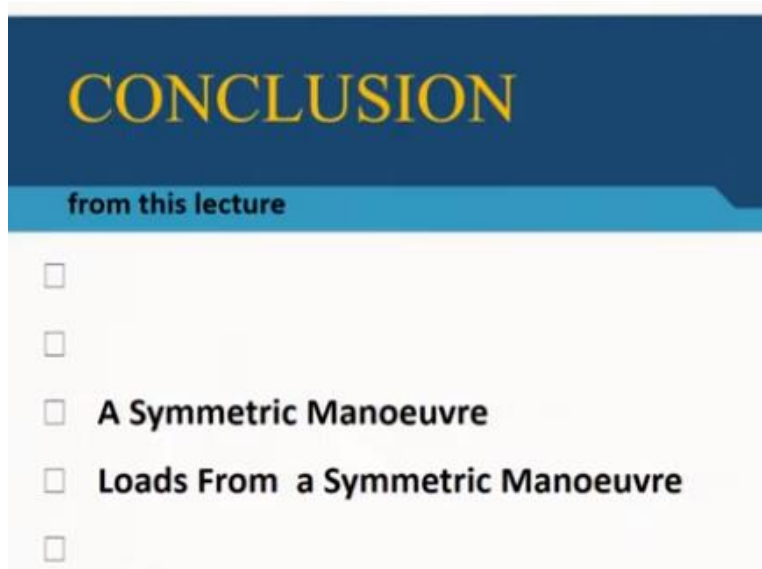 CONCLUSION
from this lecture
A Symmetric Manoeuvre
Loads From a Symmetric Manoeuvre